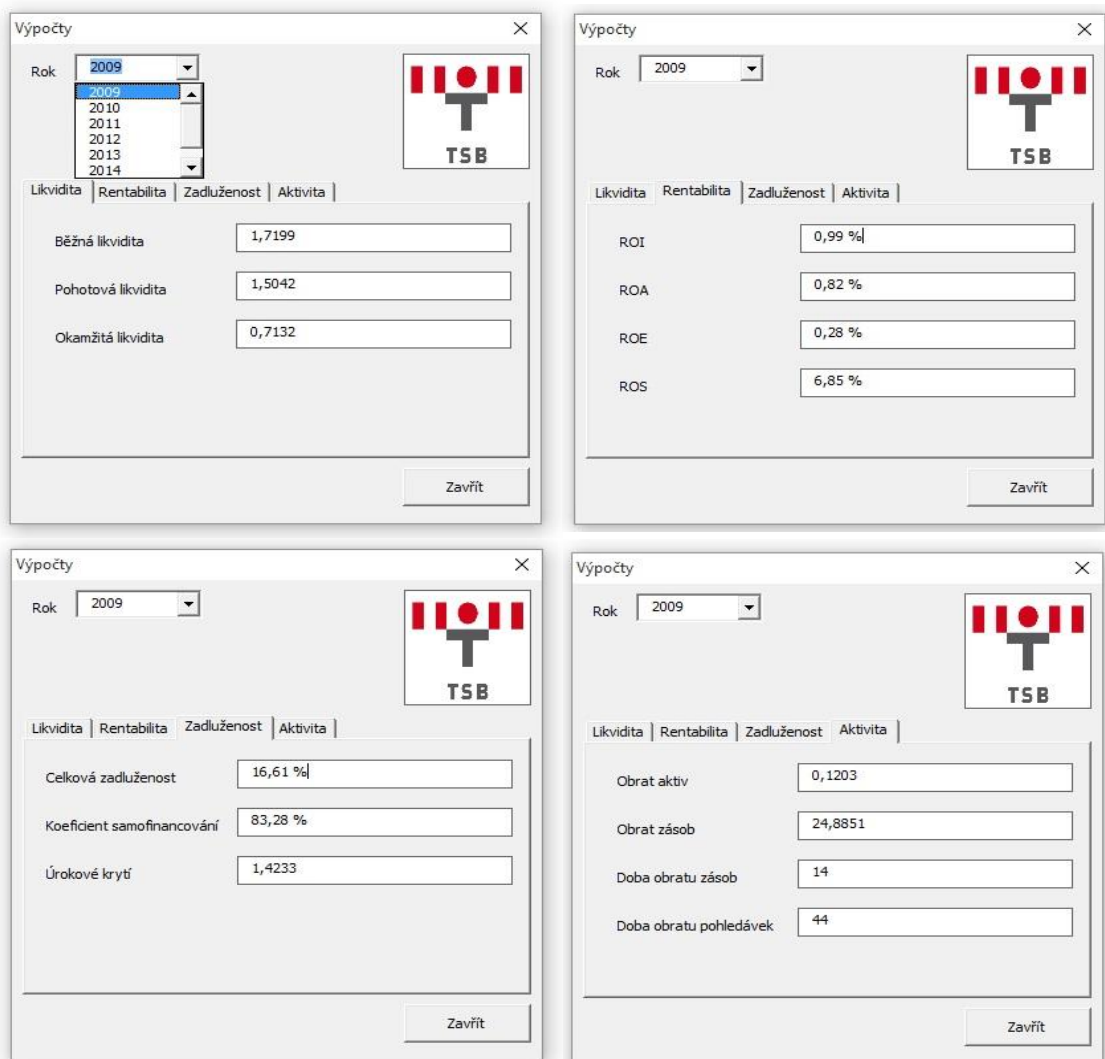 Výpočty
Rok 2009
2009
2010
2011
2012
2013
2014
TSB
Likvidita Rentabilita Zadluženost Aktivita
Běžná likvidita 1,7199
Pohotová likvidita 1,5042
Okamžitá likvidita 0,7132
Zavřít
Výpočty
Rok 2009
TSB
Likvidita Rentabilita Zadluženost Aktivita
ROI 0,99 %
ROA 0,82 %
ROE 0,28 %
ROS 6,85 %
Zavřít
Výpočty
Rok 2009
TSB
Likvidita Rentabilita Zadluženost Aktivita
Celková zadluženost 16,61 %
Koeficient samofinancování 83,28 %
Úrokové krytí 1,4233
Zavřít
Výpočty
Rok 2009
TSB
Likvidita Rentabilita Zadluženost Aktivita
Obrat aktiv 0,1203
Obrat zásob 24,8851
Doba obratu zásob 14
Doba obratu pohledávek 44
Zavřít